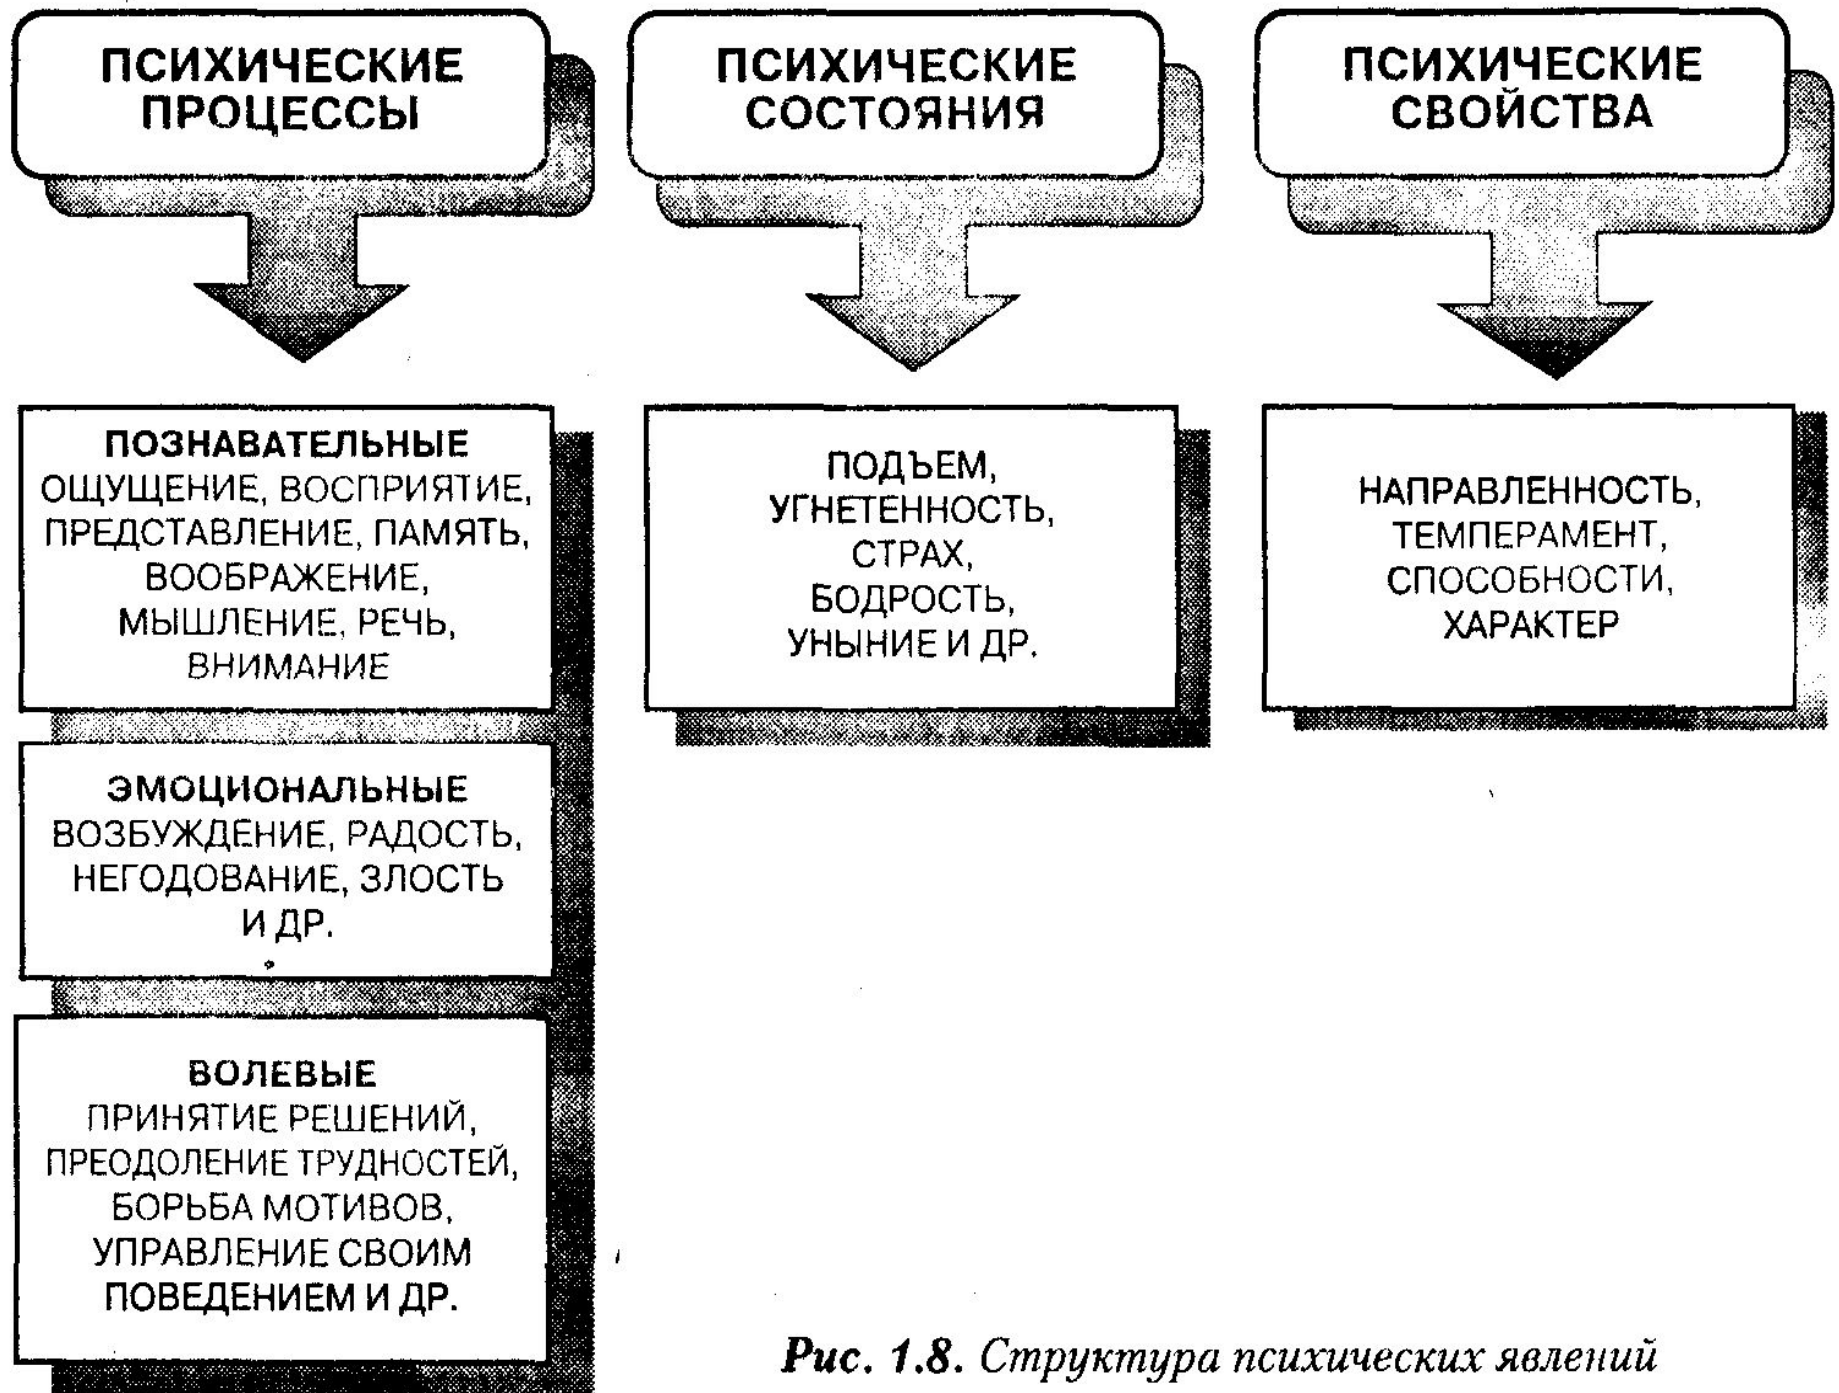 ПСИХИЧЕСКИЕ
ПРОЦЕССЫ
ПОЗНАВАТЕЛЬНЫЕ
ОЩУЩЕНИЕ, ВОСПРИЯТИЕ,
ПРЕДСТАВЛЕНИЕ, ПАМЯТЬ,
ВООБРАЖЕНИЕ,
МЫШЛЕНИЕ, РЕЧЬ,
ВНИМАНИЕ
ЭМОЦИОНАЛЬНЫЕ
ВОЗБУЖДЕНИЕ, РАДОСТЬ,
НЕГОДОВАНИЕ, ЗЛОСТЬ
И ДР.
ВОЛЕВЫЕ
ПРИНЯТИЕ РЕШЕНИЙ,
ПРЕОДОЛЕНИЕ ТРУДНОСТЕЙ,
БОРЬБА МОТИВОВ,
УПРАВЛЕНИЕ СВОИМ
ПОВЕДЕНИЕМ И ДР.
ПСИХИЧЕСКИЕ
СОСТОЯНИЯ
ПОДЪЕМ,
УГНЕТЕННОСТЬ,
СТРАХ,
БОДРОСТЬ,
УНЫНИЕ И ДР.
ПСИХИЧЕСКИЕ
СВОЙСТВА
НАПРАВЛЕННОСТЬ,
ТЕМПЕРАМЕНТ,
СПОСОБНОСТИ,
ХАРАКТЕР
Рис. 1.8. Структура психических явлений